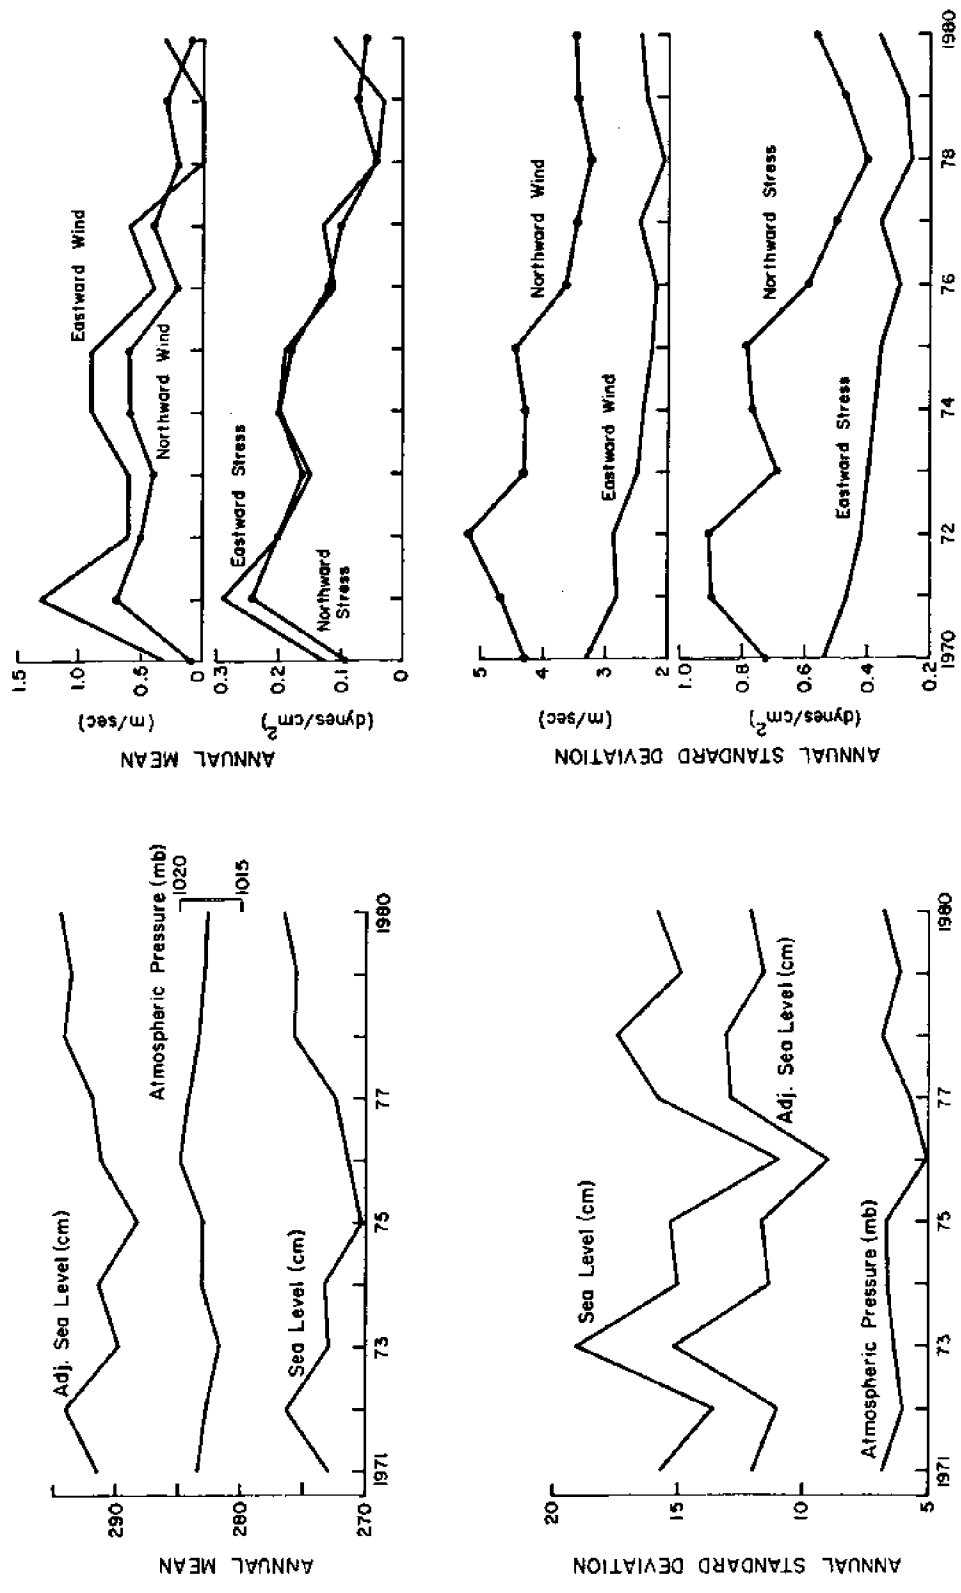 ANNUAL MEAN
290
280
270
Adj. Sea Level (cm)
Atmospheric Pressure (mb)
1020
1015
Sea Level (cm)
1971
73
75
77
1980
ANNUAL STANDARD DEVIATION
20
15
10
5
Sea Level (cm)
Adj. Sea Level (cm)
Atmospheric Pressure (mb)
1971
73
75
77
1980
ANNUAL MEAN
(m/sec)
1.5
1.0
0.5
0
Eastward Wind
Northward Wind
(dynes/cm²)
0.3
0.2
0.1
0
Eastward Stress
Northward
Stress
ANNUAL STANDARD DEVIATION
(m/sec)
5
4
3
2
Northward Wind
Eastward Wind
(dynes/cm²)
1.0
0.8
0.6
0.4
0.2
Northward Stress
Eastward Stress
1970
72
74
76
78
1980